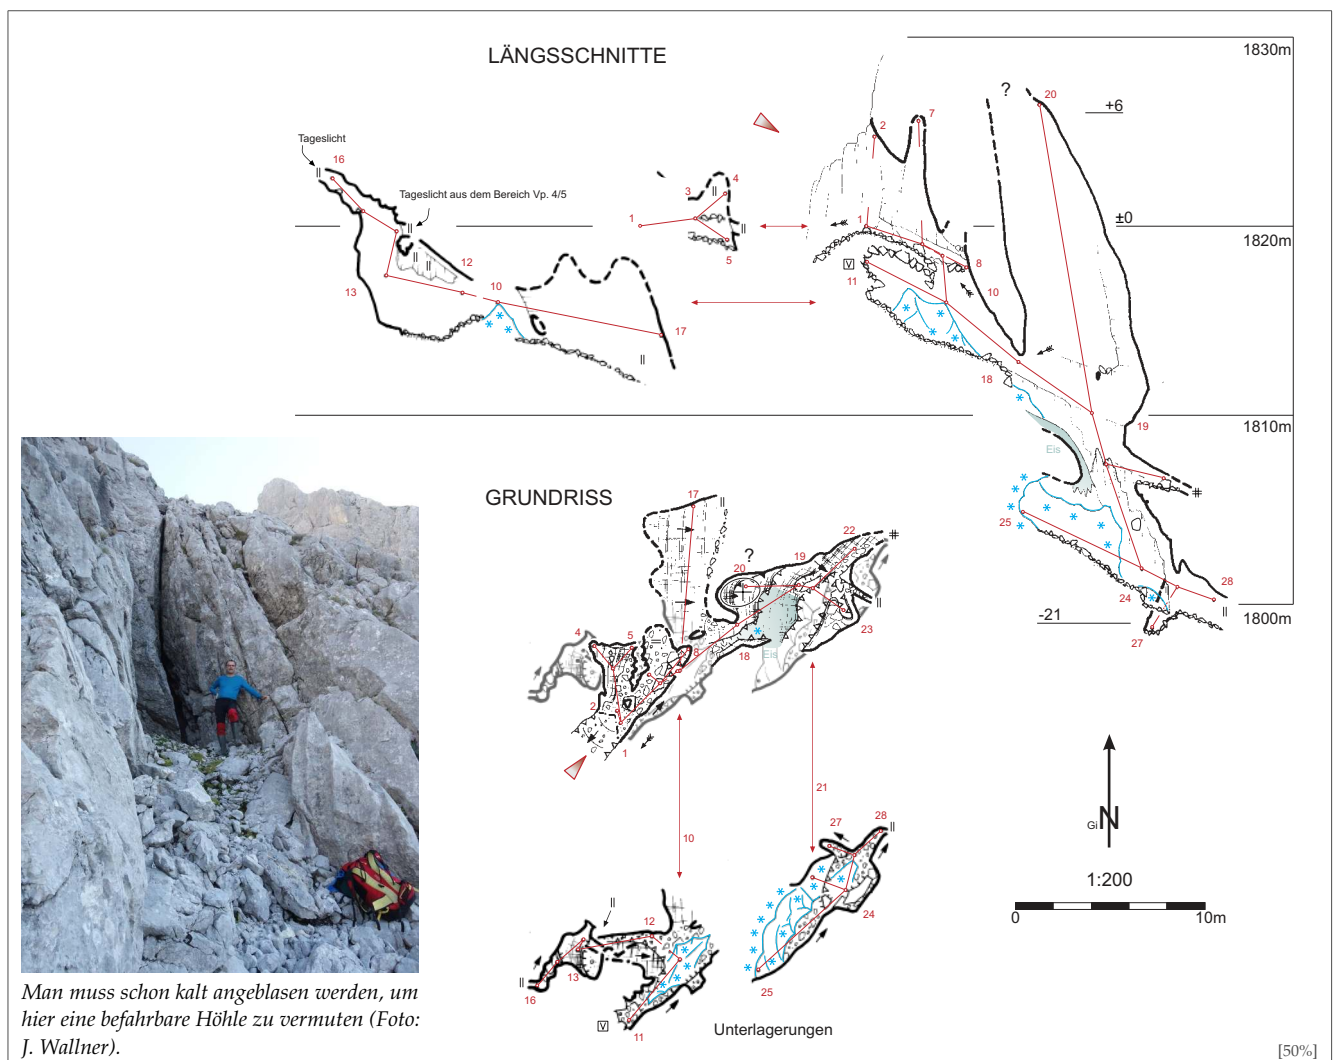 LÄNGSSCHNITTE
1830m
?
20
+6
2
7
Tageslicht
16
Tageslicht aus dem Bereich Vp. 4/5
3
4
1
5
1
±0
1820m
8
11
V
10
12
10
13
17
18
19
1810m
Eis
25
24
28
27
-21
1800m
GRUNDRISS
17
?
22
20
19
4
5
8
18
Eis
23
2
1
21
10
27
28
24
25
12
13
16
11
V
Unterlagerungen
Gi N
1:200
0 10m
Man muss schon kalt angeblasen werden, um
hier eine befahrbare Höhle zu vermuten (Foto:
J. Wallner).
[50%]